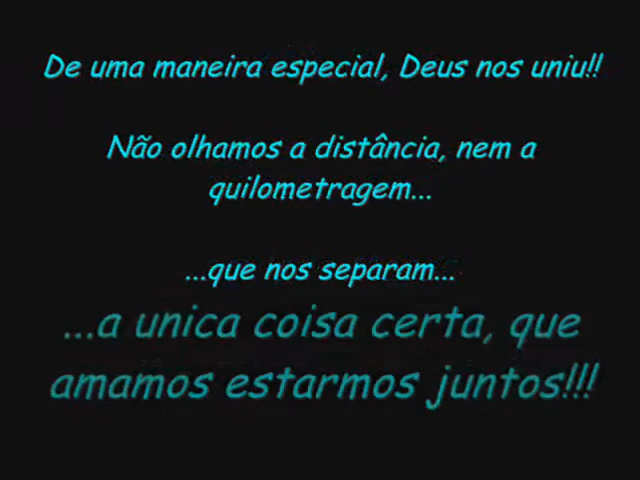 De uma maneira especial, Deus nos uniu!!
Não olhamos a distância, nem a
quilometragem...
...que nos separam...
...a unica coisa certa, que
amamos estarmos juntos!!!